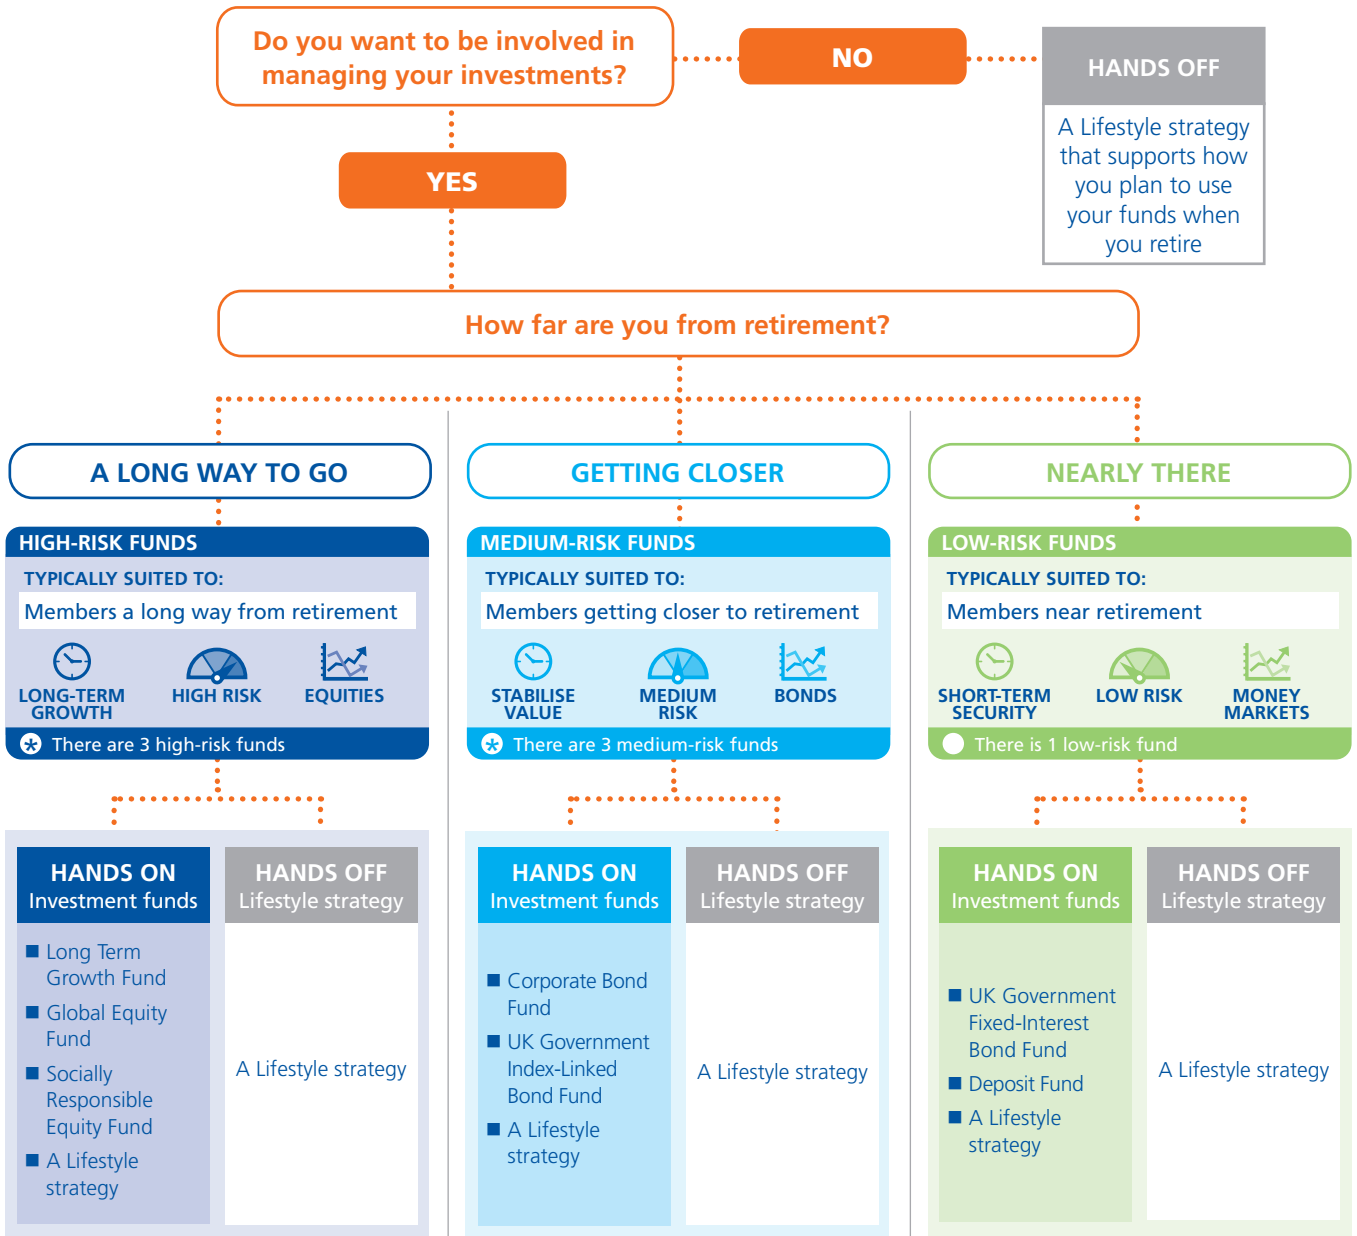 Do you want to be involved in
managing your investments?
NO
HANDS OFF
A Lifestyle strategy
that supports how
you plan to use
your funds when
you retire
YES
How far are you from retirement?
A LONG WAY TO GO
HIGH-RISK FUNDS
TYPICALLY SUITED TO:
Members a long way from retirement
LONG-TERM
GROWTH
HIGH RISK
EQUITIES
* There are 3 high-risk funds
HANDS ON
Investment funds
■ Long Term
Growth Fund
■ Global Equity
Fund
■ Socially
Responsible
Equity Fund
■ A Lifestyle
strategy
HANDS OFF
Lifestyle strategy
A Lifestyle strategy
GETTING CLOSER
MEDIUM-RISK FUNDS
TYPICALLY SUITED TO:
Members getting closer to retirement
STABILISE
VALUE
MEDIUM
RISK
BONDS
* There are 3 medium-risk funds
HANDS ON
Investment funds
■ Corporate Bond
Fund
■ UK Government
Index-Linked
Bond Fund
■ A Lifestyle
strategy
HANDS OFF
Lifestyle strategy
A Lifestyle strategy
NEARLY THERE
LOW-RISK FUNDS
TYPICALLY SUITED TO:
Members near retirement
SHORT-TERM
SECURITY
LOW RISK
MONEY
MARKETS
There is 1 low-risk fund
HANDS ON
Investment funds
■ UK Government
Fixed-Interest
Bond Fund
■ Deposit Fund
■ A Lifestyle
strategy
HANDS OFF
Lifestyle strategy
A Lifestyle strategy